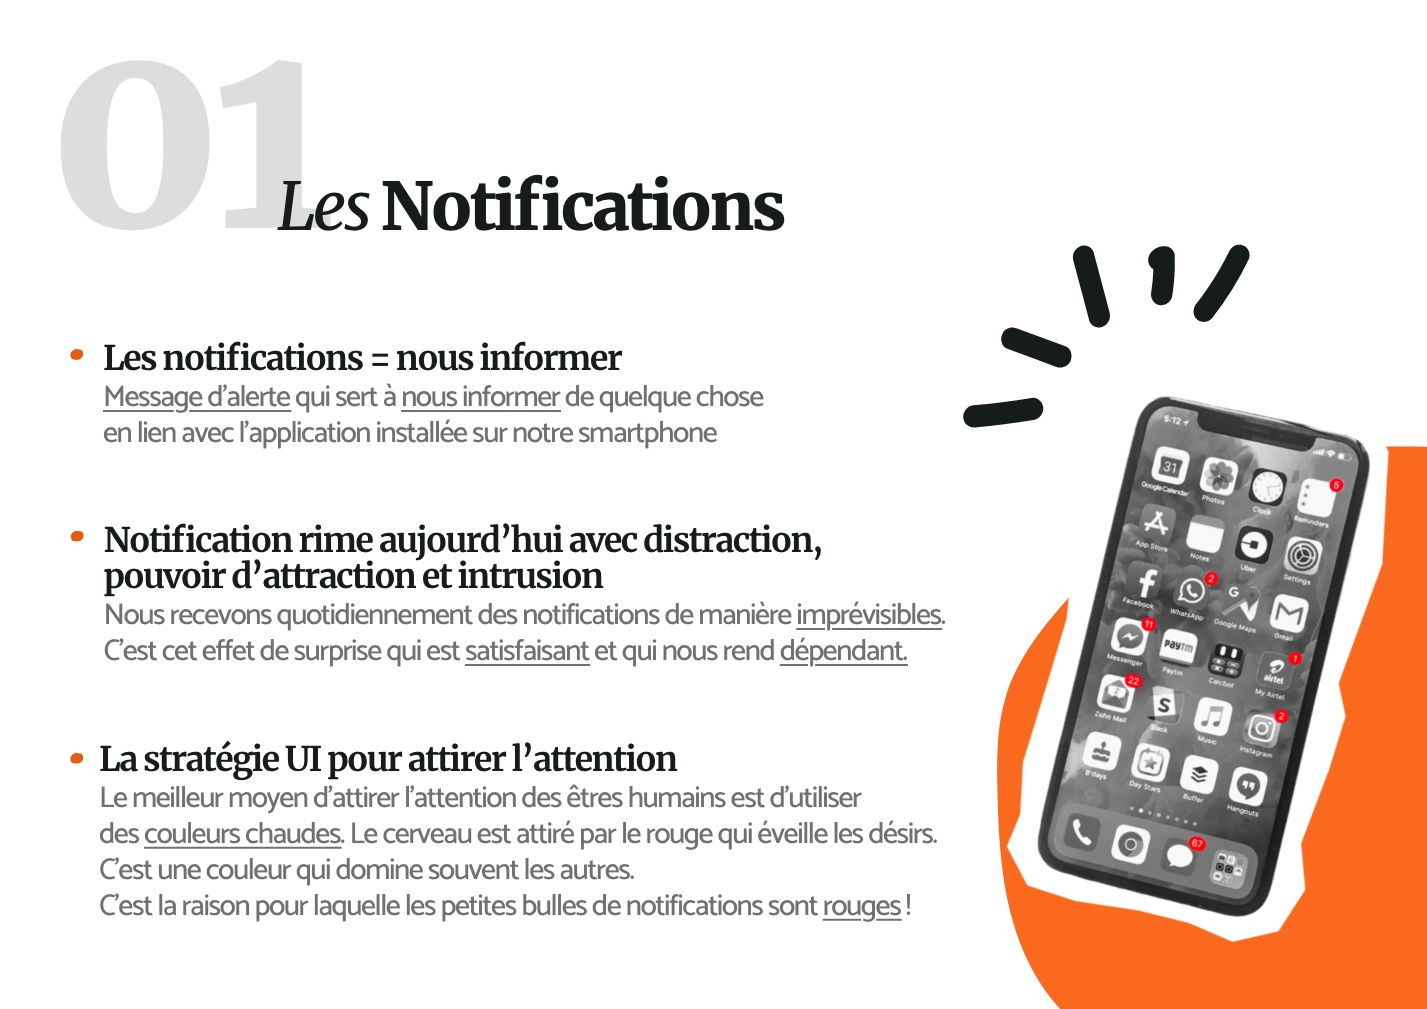 01
Les Notifications
Les notifications = nous informer
Message d’alerte qui sert à nous informer de quelque chose
en lien avec l’application installée sur notre smartphone
Notification rime aujourd’hui avec distraction,
pouvoir d’attraction et intrusion
Nous recevons quotidiennement des notifications de manière imprévisibles.
C’est cet effet de surprise qui est satisfaisant et qui nous rend dépendant.
La stratégie UI pour attirer l’attention
Le meilleur moyen d’attirer l’attention des êtres humains est d’utiliser
des couleurs chaudes. Le cerveau est attiré par le rouge qui éveille les désirs.
C’est une couleur qui domine souvent les autres.
C’est la raison pour laquelle les petites bulles de notifications sont rouges !
5:12
31
5
Google Calendar Photos Clock Reminders
App Store Notes Uber Settings
2
G
Facebook WhatsApp Google Maps Gmail
11
Paytm
airtel
1
Messenger Paytm Calcbot My Airtel
22
Z
S
2
Zoho Mail Slack Music Instagram
B'days Day Stars Buffer Hangouts
67